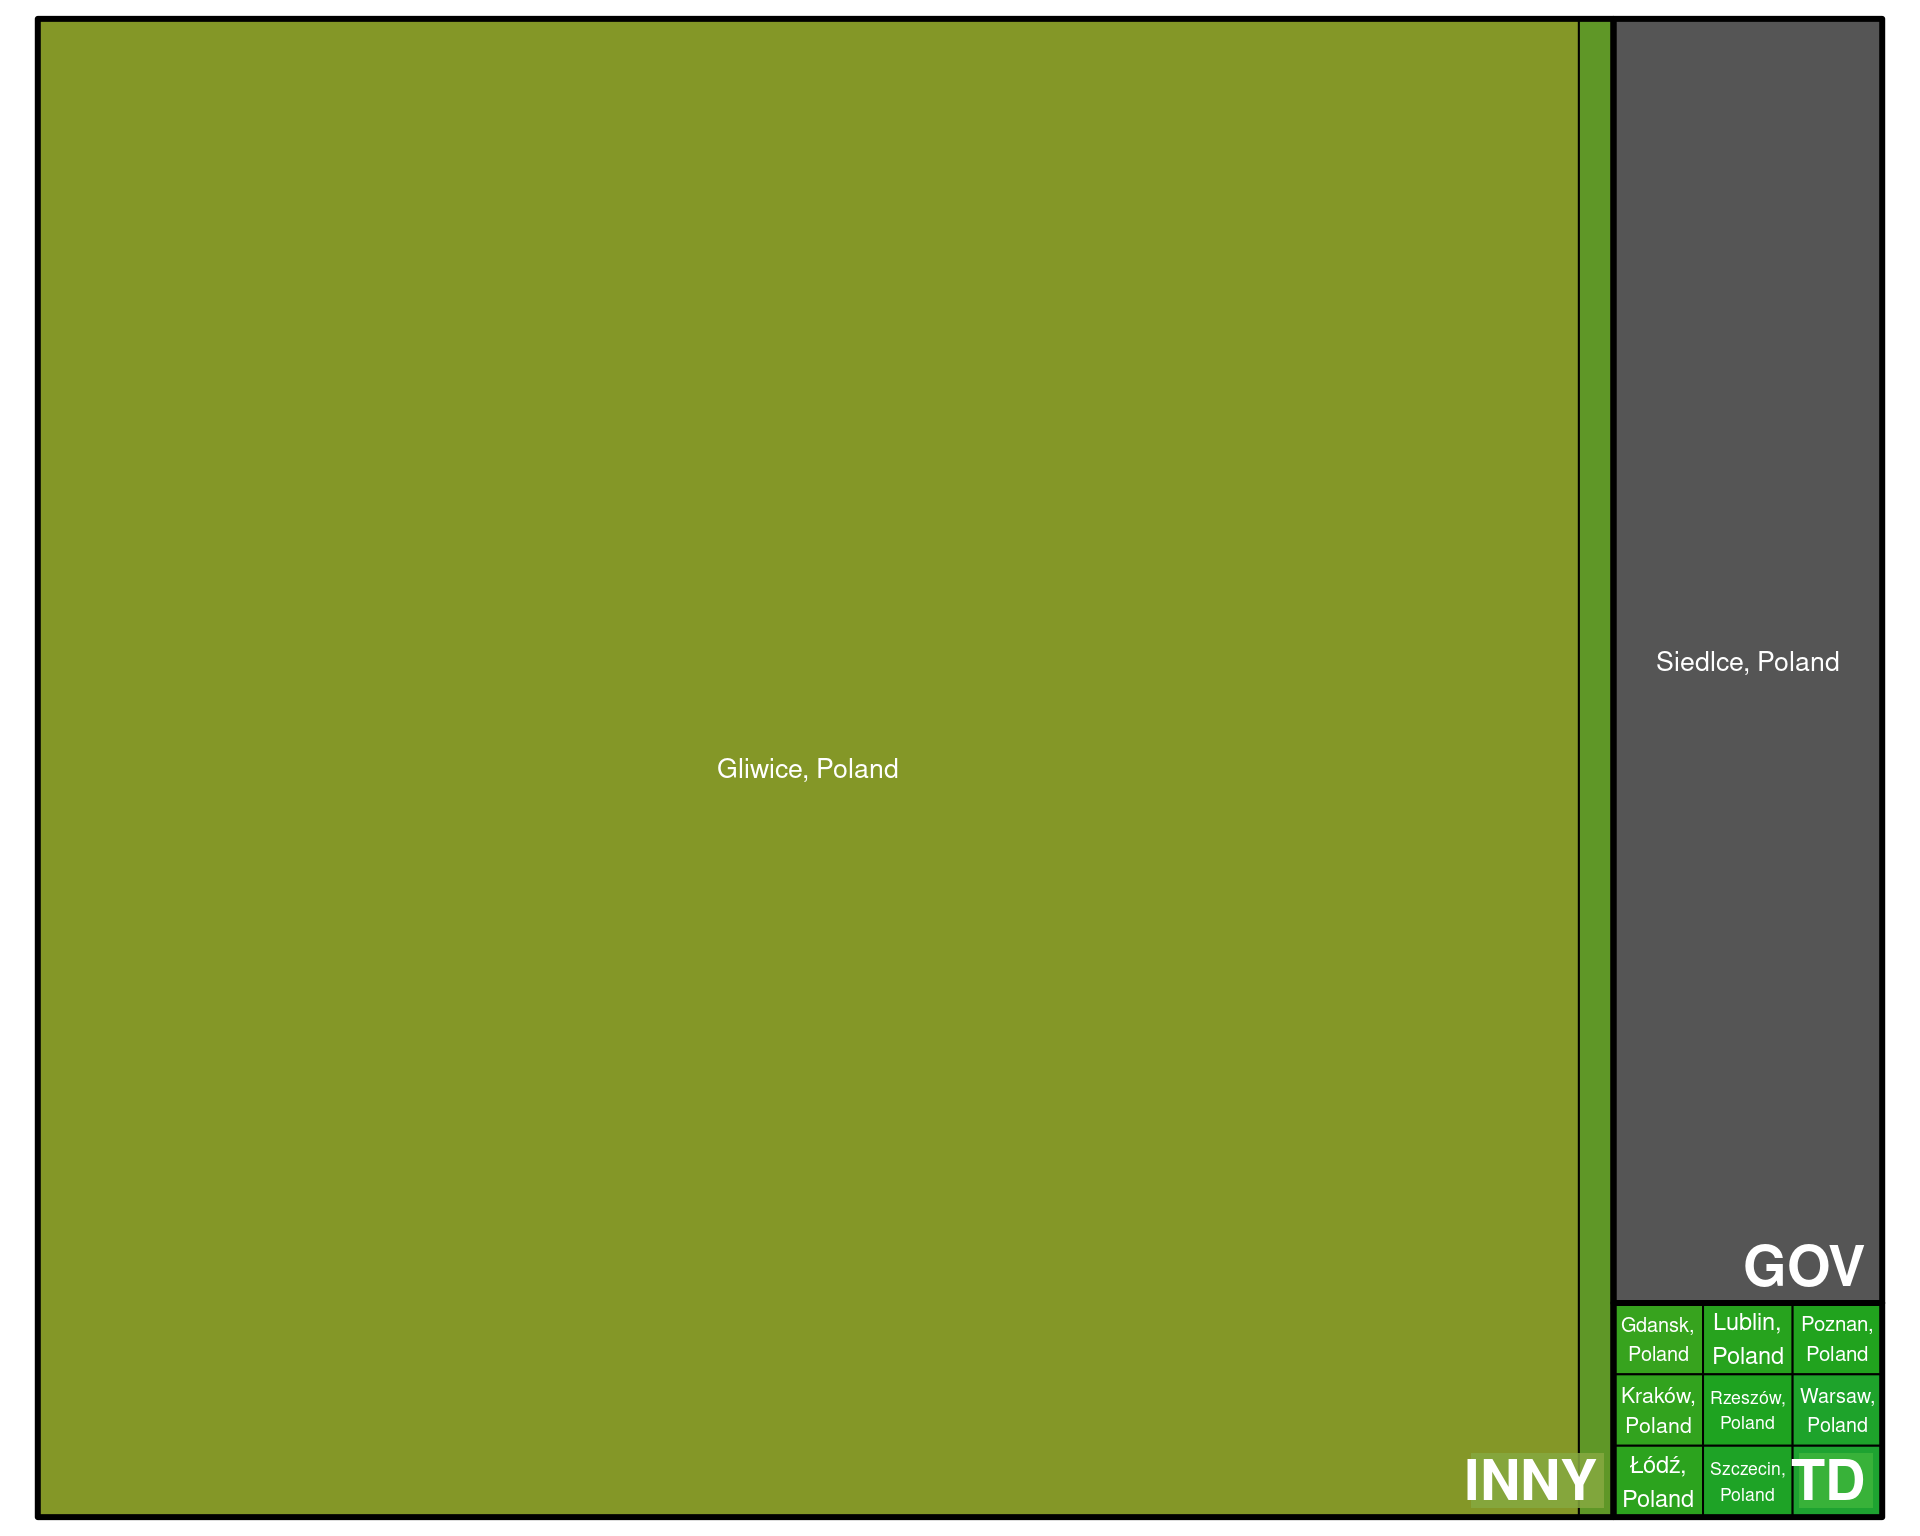 Gliwice, Poland
INNY
Siedlce, Poland
GOV
Gdansk,
Poland
Lublin,
Poland
Poznan,
Poland
Kraków,
Poland
Rzeszów,
Poland
Warsaw,
Poland
Łódź,
Poland
Szczecin,
Poland
TD